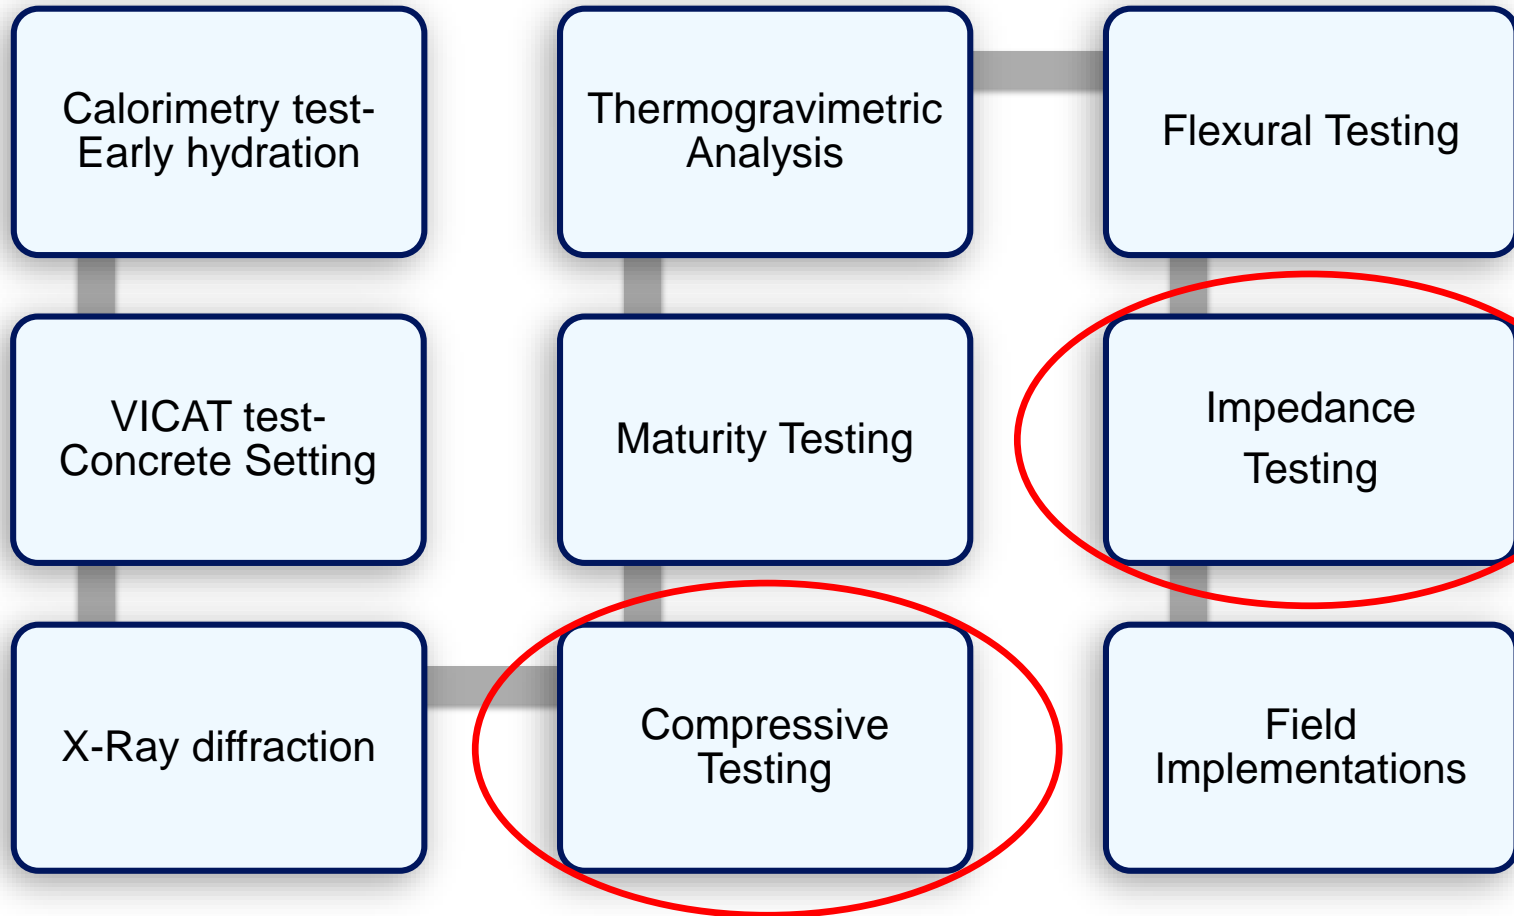 Calorimetry test-
Early hydration
VICAT test-
Concrete Setting
X-Ray diffraction
Compressive
Testing
Maturity Testing
Thermogravimetric
Analysis
Flexural Testing
Impedance
Testing
Field
Implementations